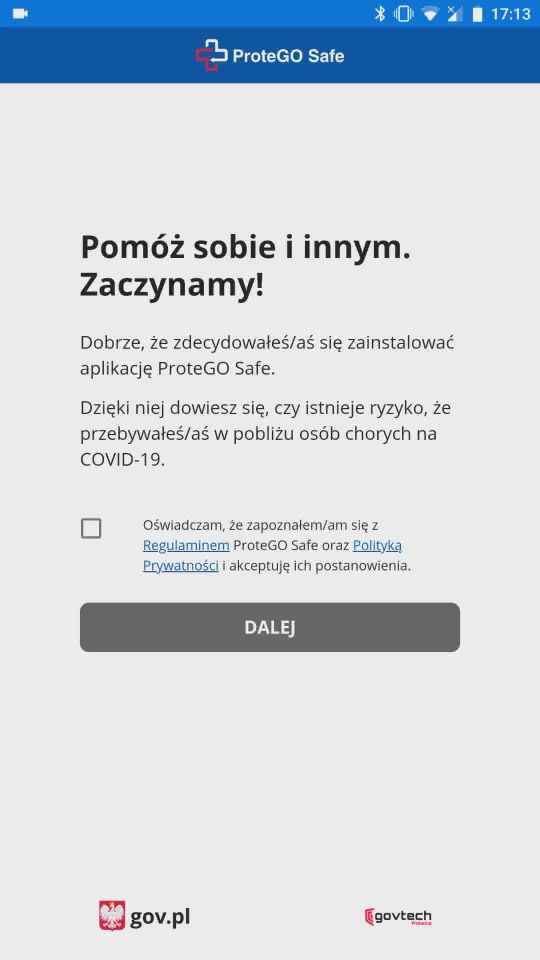 17:13
ProteGO Safe
Pomóż sobie i innym.
Zaczynamy!
Dobrze, że zdecydowałeś/aś się zainstalować
aplikację ProteGO Safe.
Dzięki niej dowiesz się, czy istnieje ryzyko, że
przebywałeś/aś w pobliżu osób chorych na
COVID-19.
Oświadczam, że zapoznałem/am się z
Regulaminem ProteGO Safe oraz Polityką
Prywatności i akceptuję ich postanowienia.
DALEJ
gov.pl
govtech
Polska